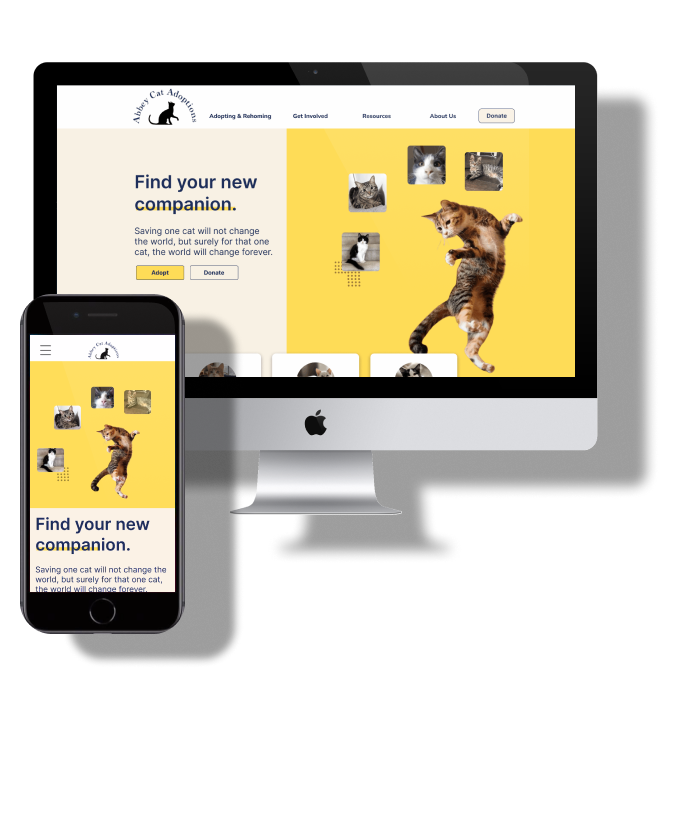 Abbey Cat Adoptions
Adopting & Rehoming Get Involved Resources About Us Donate
Find your new
companion.
Saving one cat will not change
the world, but surely for that one
cat, the world will change forever.
Adopt Donate
Abbey Cat Adoptions
Find your new
companion.
Saving one cat will not change the
world, but surely for that one cat,
the world will change forever.